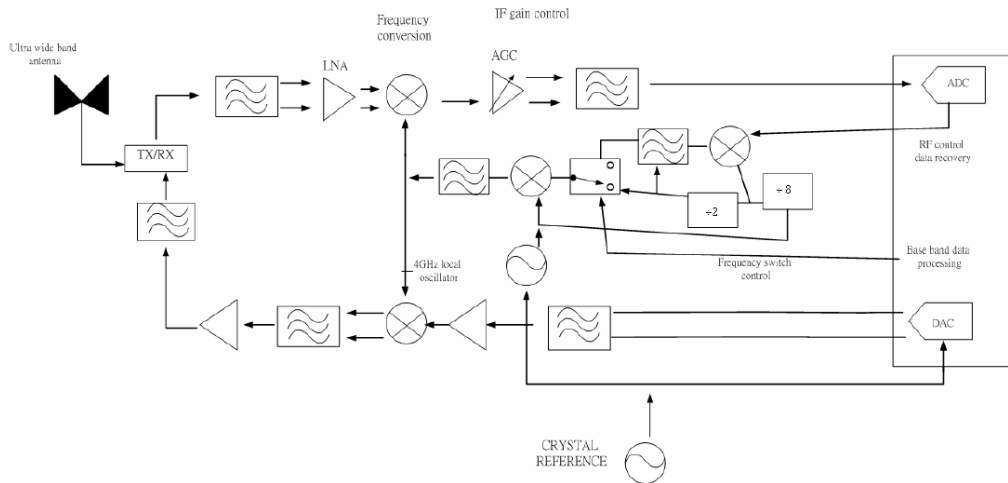 IF gain control
Frequency
conversion
Ultra wide band
antenna
LNA
AGC
ADC
TX/RX
RF control
data recovery
÷ 8
÷2
Base band data
processing
Frequency switch
control
4GHz local
oscillator
DAC
CRYSTAL
REFERENCE